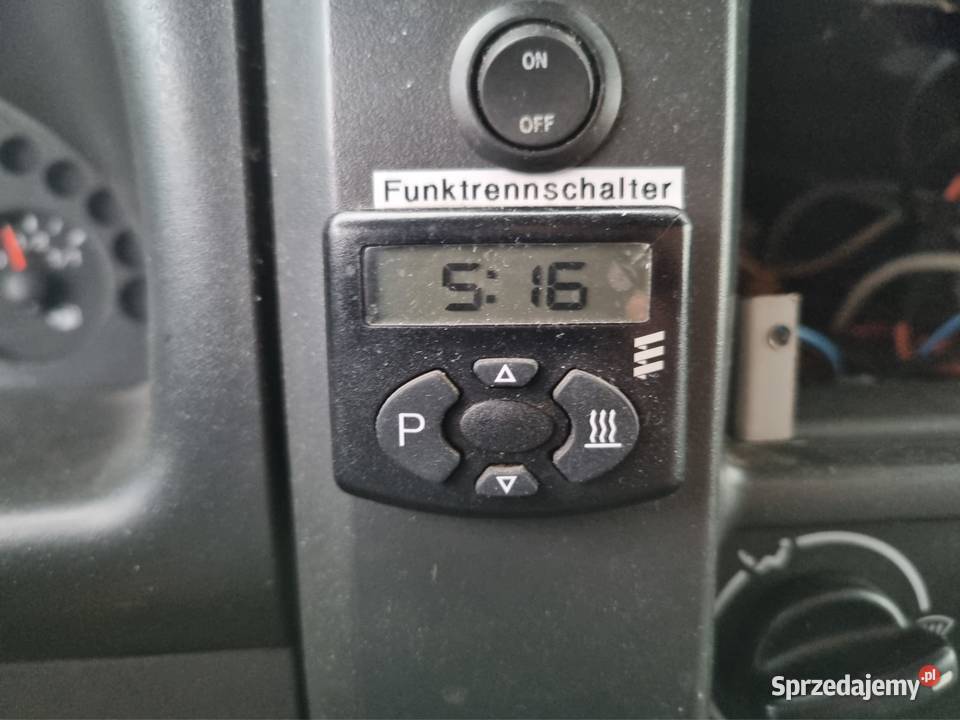 ON
OFF
Funktrennschalter
5:16
P
Sprzedajemy.pl